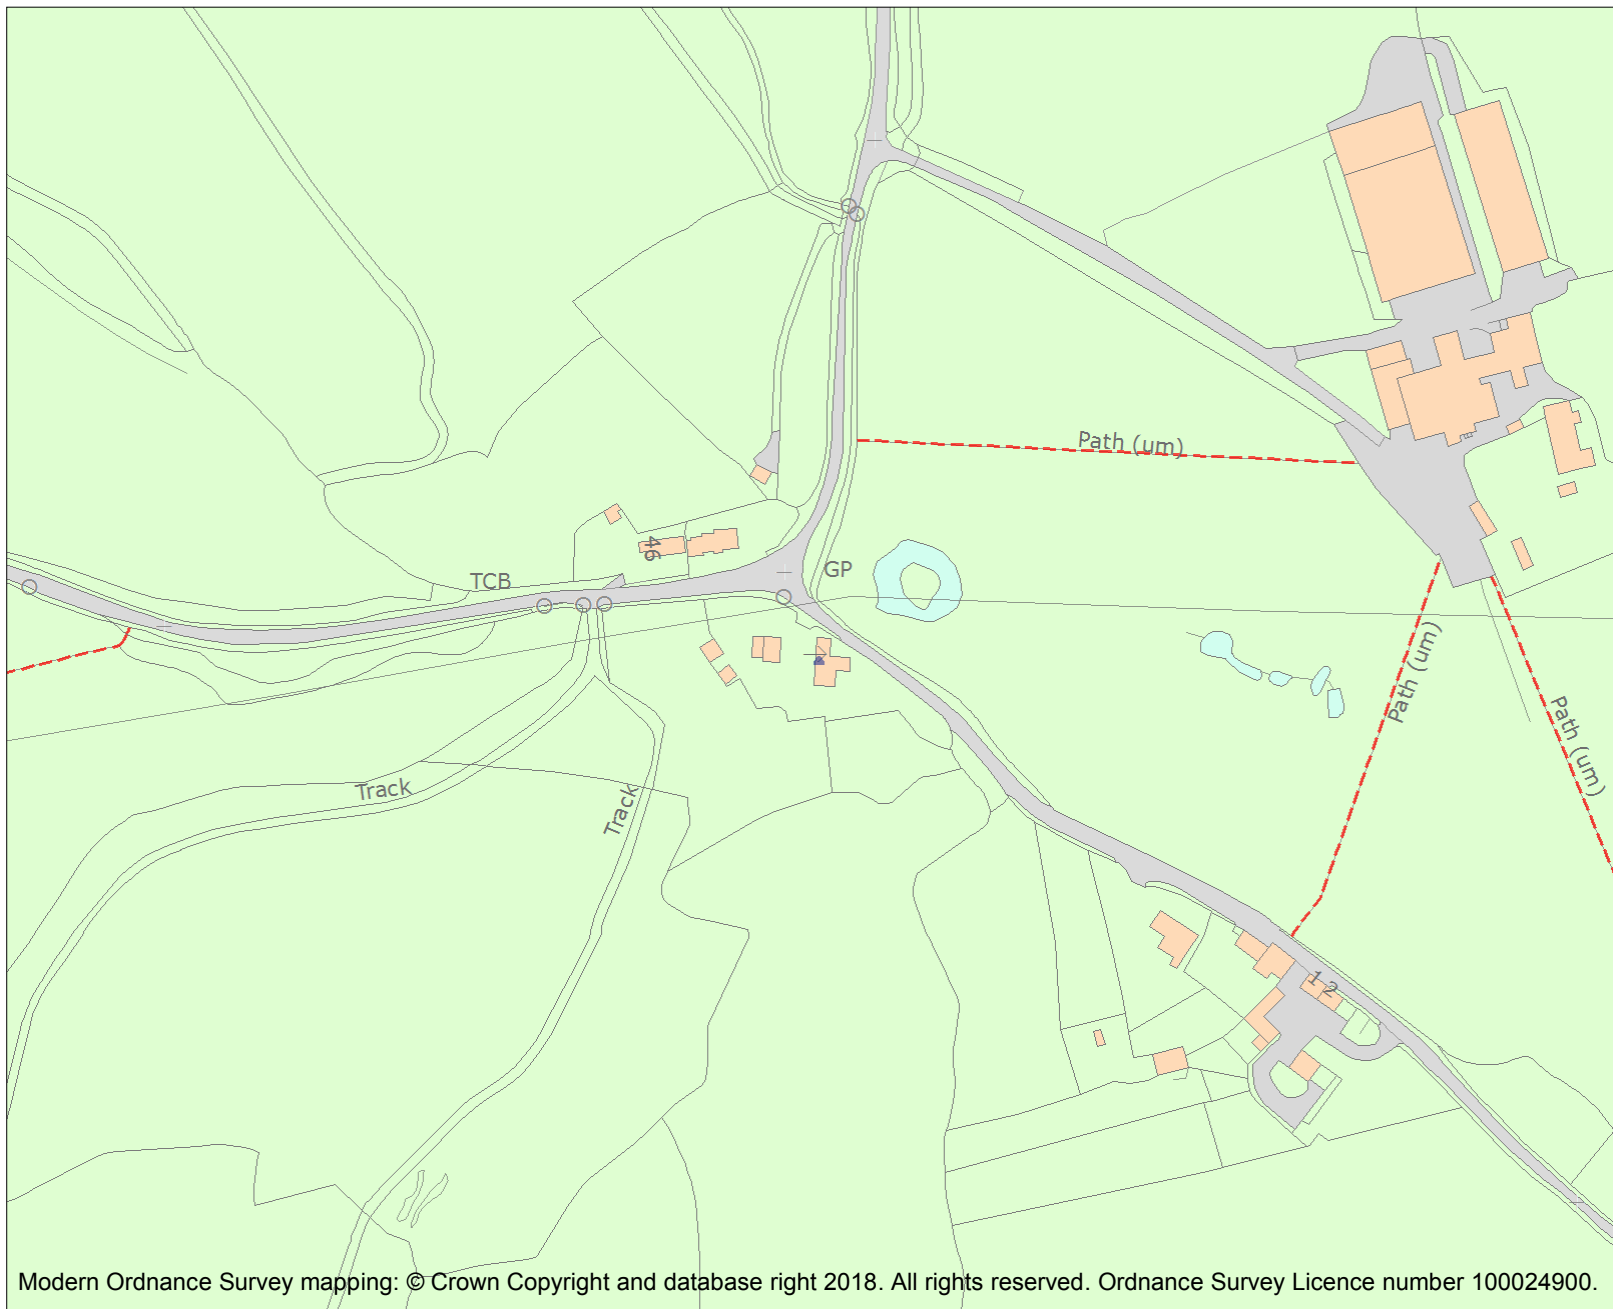 Path (um)
46
TCB
GP
Path (um)
Path (um)
Track
Track
1 2
Modern Ordnance Survey mapping: © Crown Copyright and database right 2018. All rights reserved. Ordnance Survey Licence number 100024900.